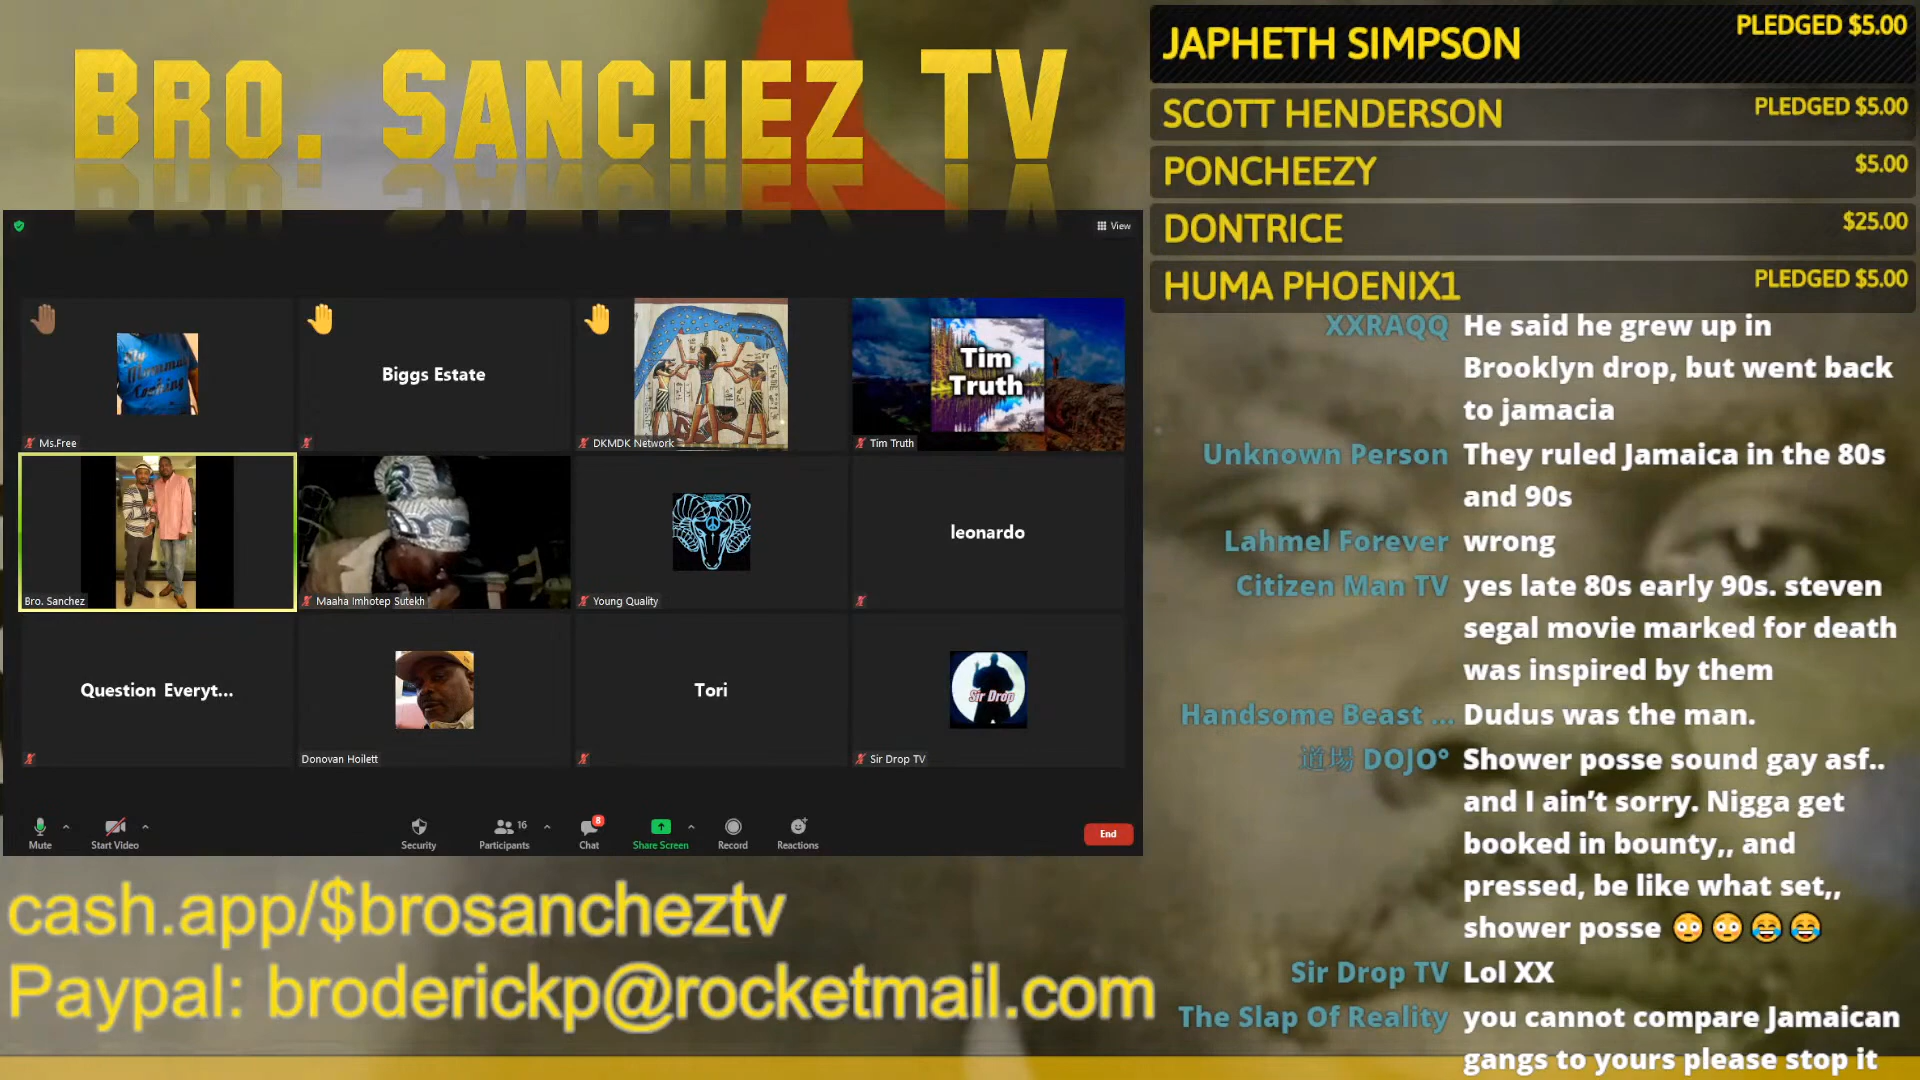 BRO. SANCHEZ TV
View
My
Momma's
Cooking
Ms.Free
Biggs Estate
DKMDK Network
Tim
Truth
Tim Truth
Bro. Sanchez
Maaha Imhotep Sutekh
Young Quality
leonardo
Question Everyt...
Donovan Hoilett
Tori
Sir Drop
Sir Drop TV
Mute
Start Video
Security
16
Participants
8
Chat
Share Screen
Record
Reactions
End
cash.app/$brosancheztv
Paypal: broderickp@rocketmail.com
JAPHETH SIMPSON PLEDGED $5.00
SCOTT HENDERSON PLEDGED $5.00
PONCHEEZY $5.00
DONTRICE $25.00
HUMA PHOENIX1 PLEDGED $5.00
XXRAQQ He said he grew up in
Brooklyn drop, but went back
to jamacia
Unknown Person They ruled Jamaica in the 80s
and 90s
Lahmel Forever wrong
Citizen Man TV yes late 80s early 90s. steven
segal movie marked for death
was inspired by them
Handsome Beast ... Dudus was the man.
道場 DOJO° Shower posse sound gay asf..
and I ain’t sorry. Nigga get
booked in bounty,, and
pressed, be like what set,,
shower posse 😳😳😂😂
Sir Drop TV Lol XX
The Slap Of Reality you cannot compare Jamaican
gangs to yours please stop it